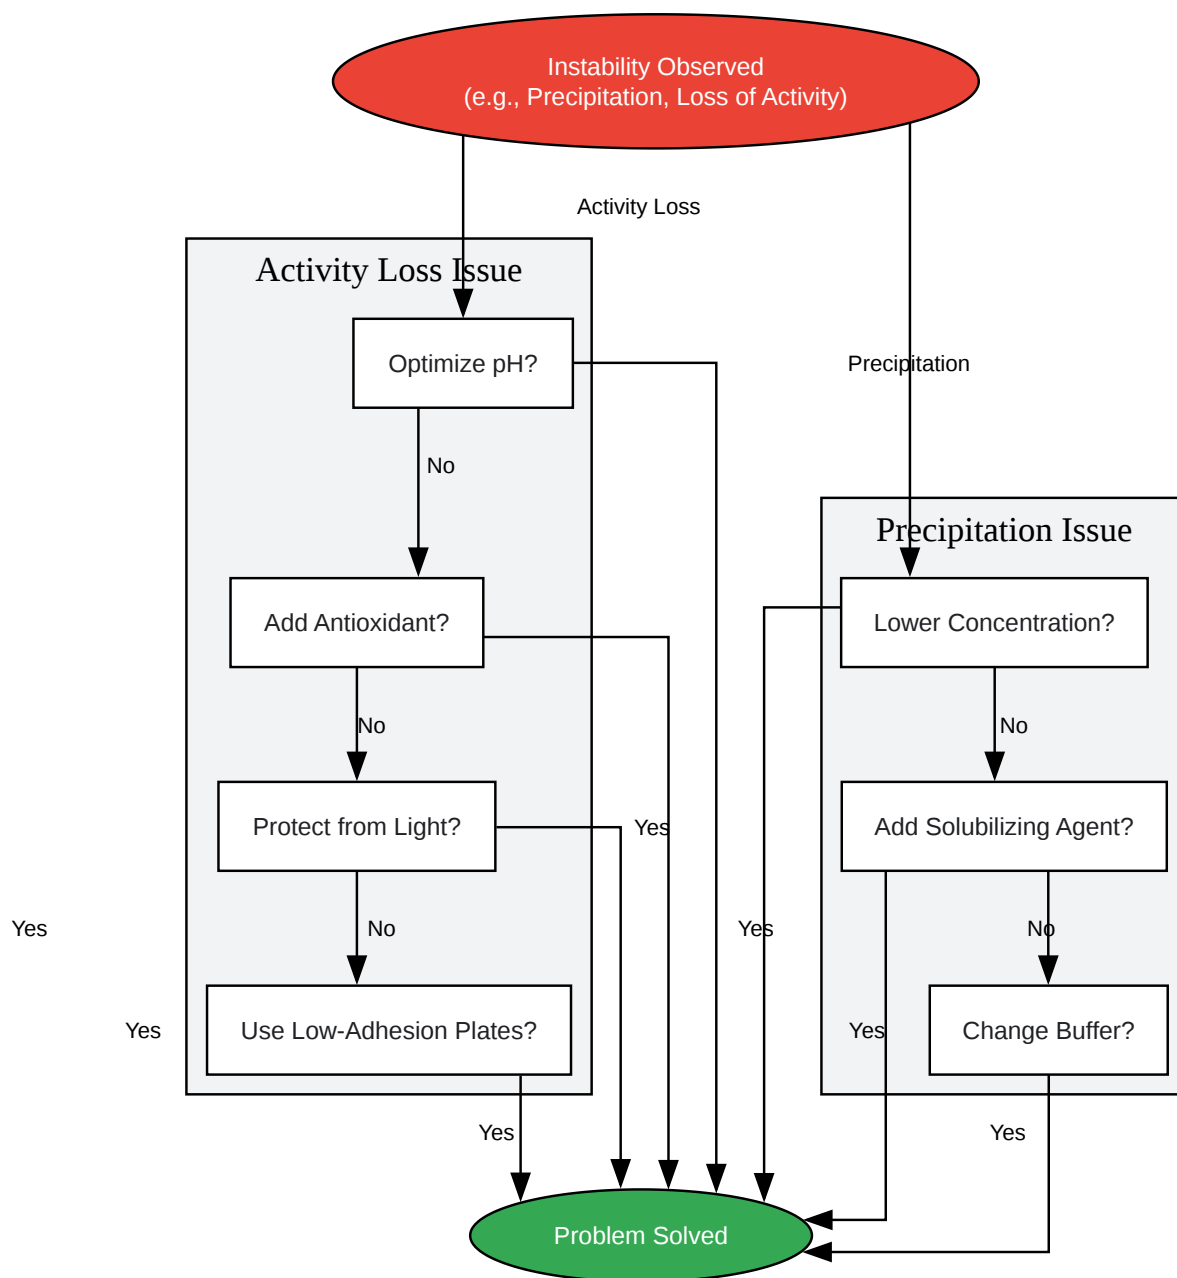 Instability Observed
(e.g., Precipitation, Loss of Activity)
Activity Loss
Activity Loss Issue
Optimize pH?
Precipitation
No
Precipitation Issue
Add Antioxidant?
Lower Concentration?
No
No
Protect from Light?
Yes
Add Solubilizing Agent?
Yes
No
Yes
No
Yes
Use Low-Adhesion Plates?
Yes
Change Buffer?
Yes
Yes
Problem Solved